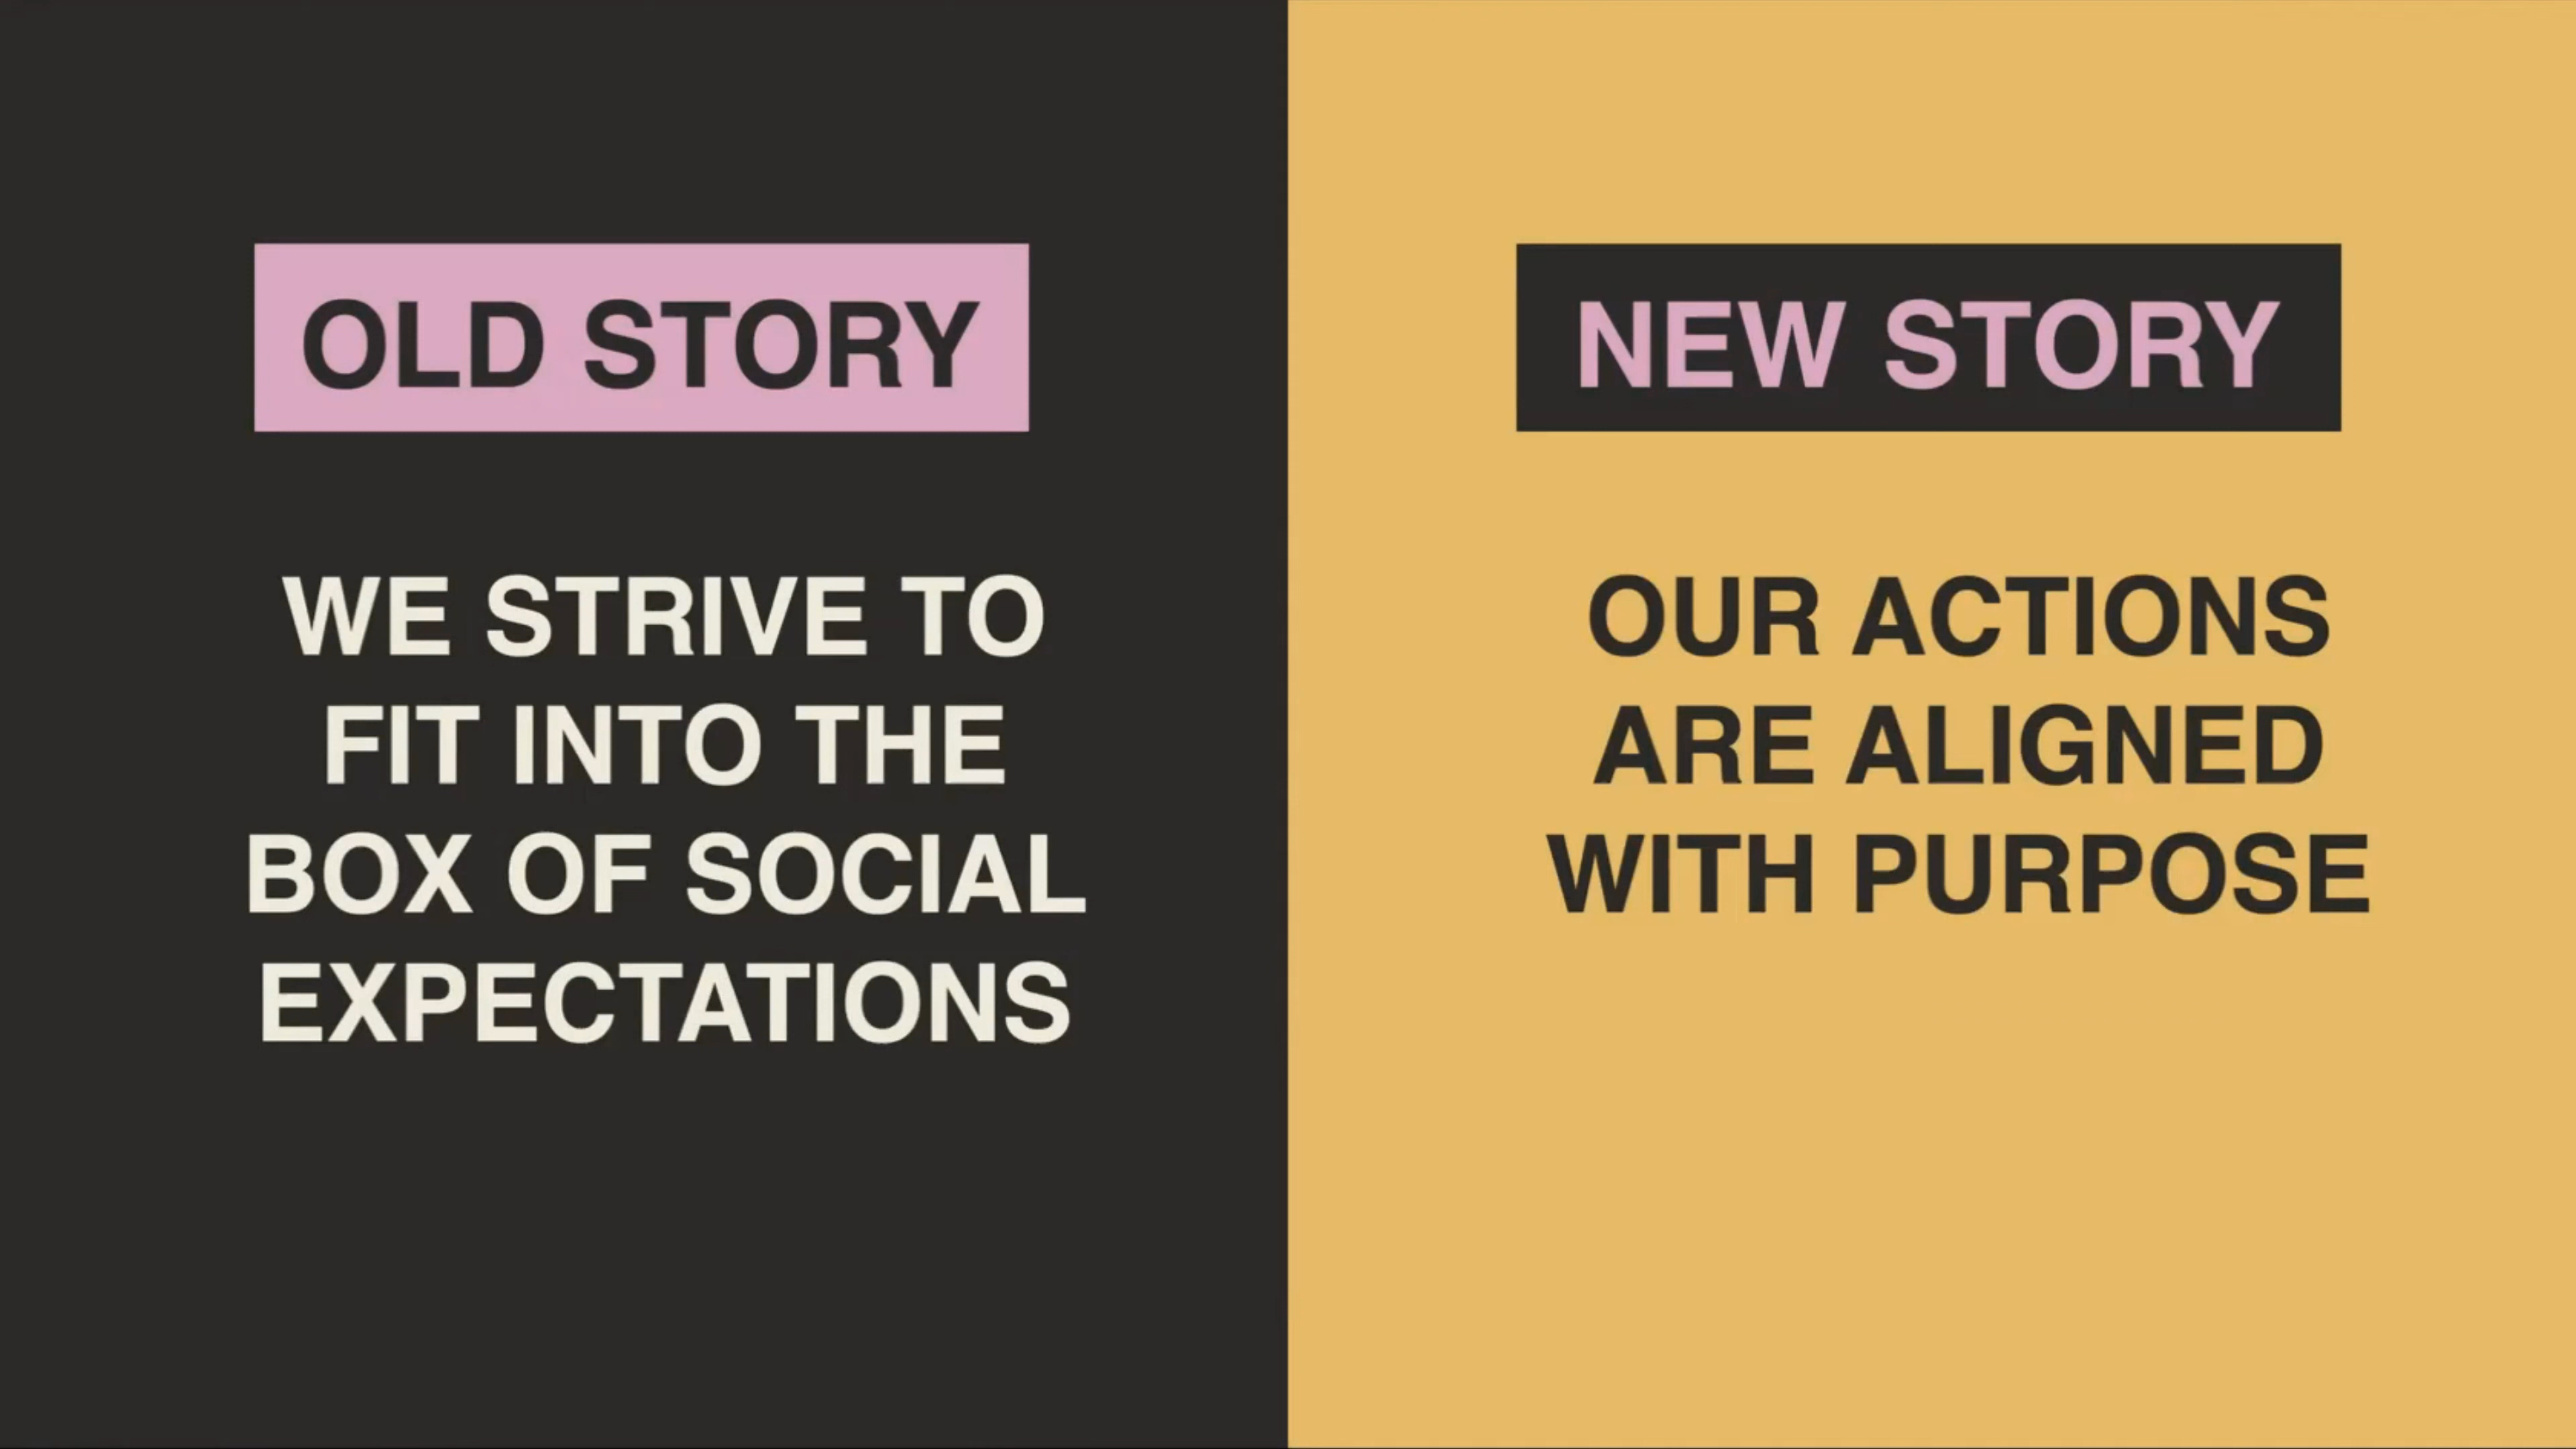 OLD STORY
WE STRIVE TO
FIT INTO THE
BOX OF SOCIAL
EXPECTATIONS
NEW STORY
OUR ACTIONS
ARE ALIGNED
WITH PURPOSE